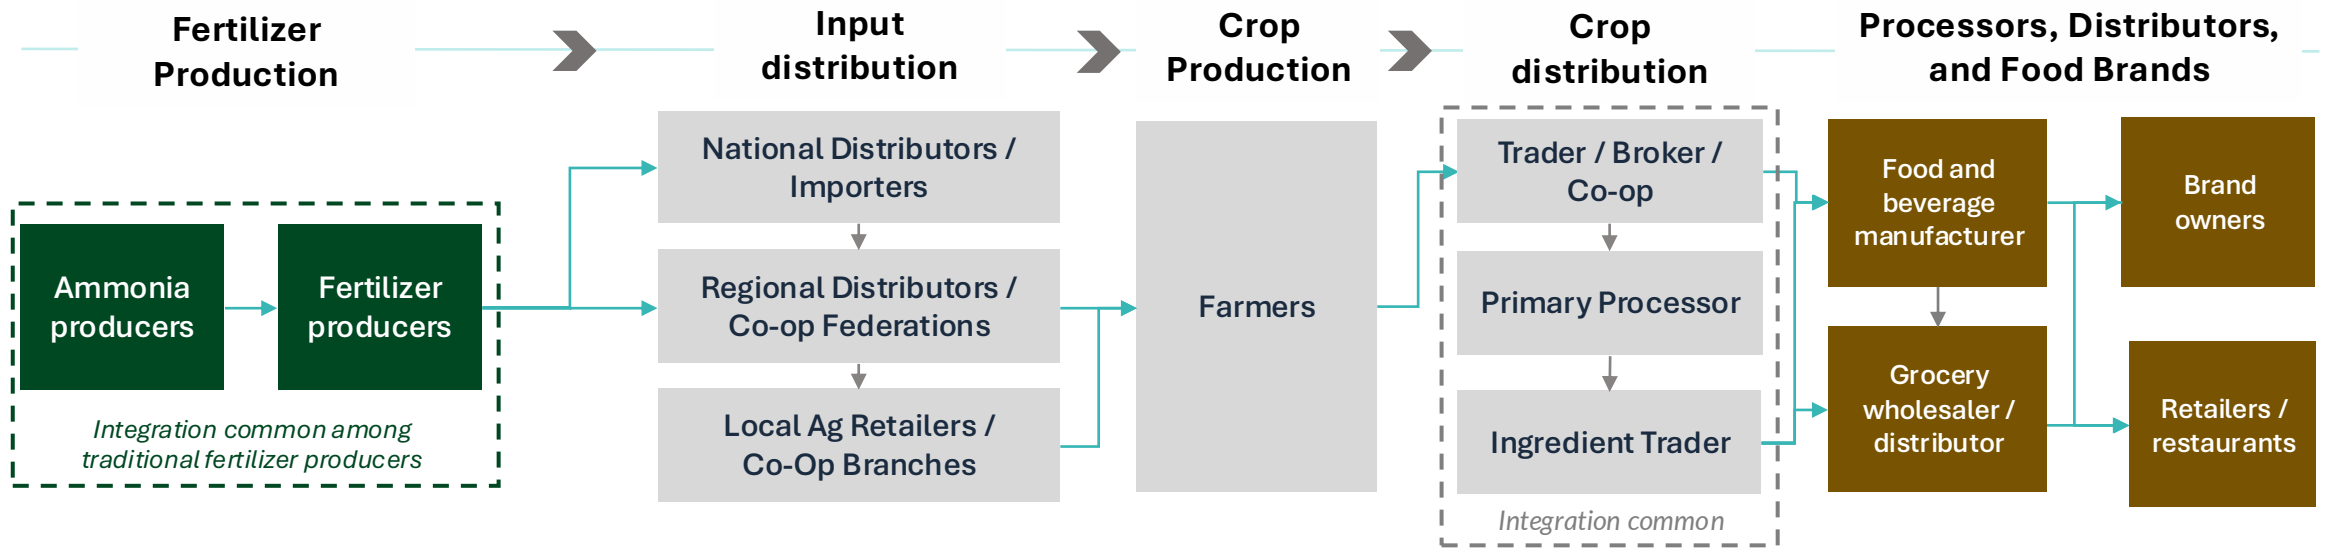 Fertilizer
Production
Input
distribution
Crop
Production
Crop
distribution
Processors, Distributors,
and Food Brands
Ammonia
producers
Fertilizer
producers
Integration common among
traditional fertilizer producers
National Distributors /
Importers
Regional Distributors /
Co-op Federations
Local Ag Retailers /
Co-Op Branches
Farmers
Trader / Broker /
Co-op
Primary Processor
Ingredient Trader
Integration common
Food and
beverage
manufacturer
Grocery
wholesaler /
distributor
Brand
owners
Retailers /
restaurants